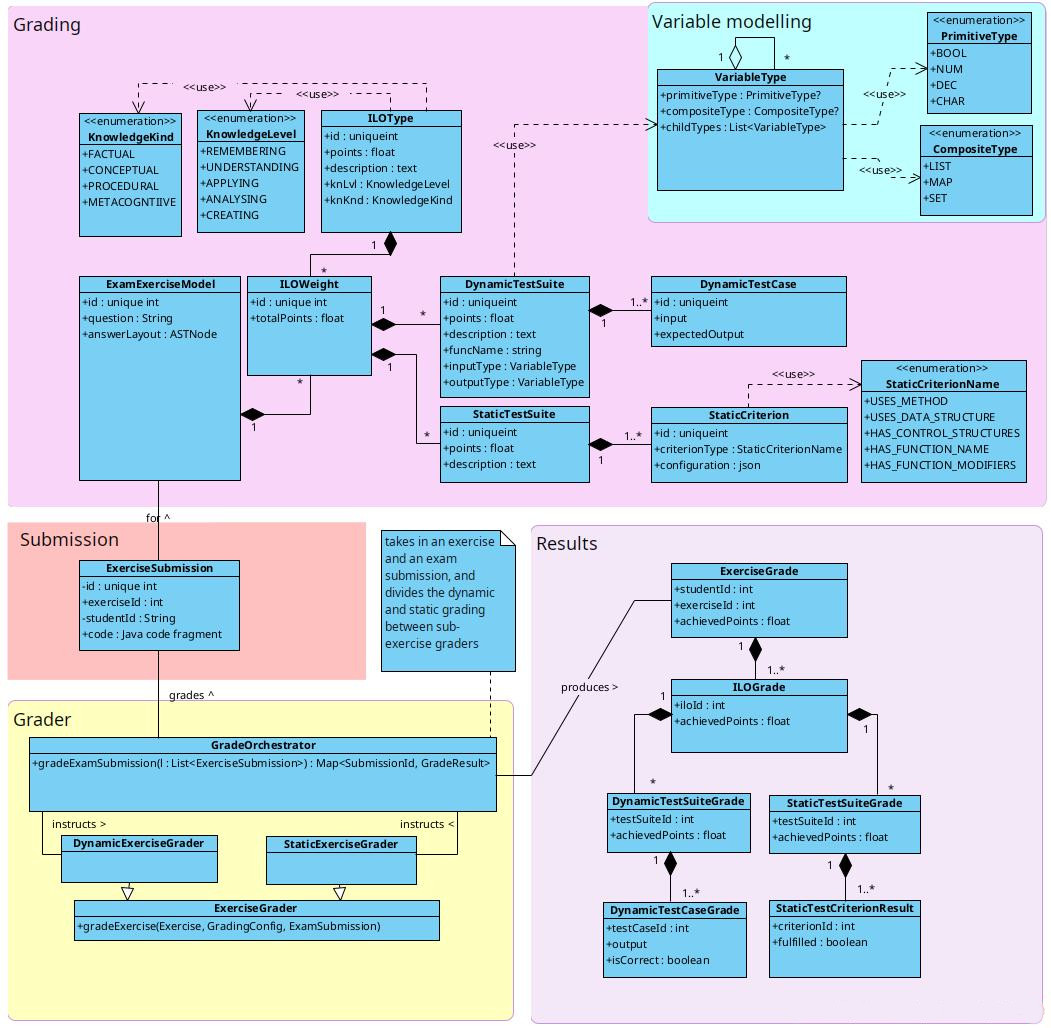 Grading
Variable modelling
<<enumeration>>
PrimitiveType
+BOOL
+NUM
+DEC
+CHAR
1
*
VariableType
+primitiveType : PrimitiveType?
+compositeType : CompositeType?
+childTypes : List<VariableType>
<<use>>
<<use>>
<<enumeration>>
CompositeType
+LIST
+MAP
+SET
<<use>>
<<use>>
<<use>>
<<enumeration>>
KnowledgeKind
+FACTUAL
+CONCEPTUAL
+PROCEDURAL
+METACOGNTIIVE
<<enumeration>>
KnowledgeLevel
+REMEMBERING
+UNDERSTANDING
+APPLYING
+ANALYSING
+CREATING
ILOType
+id : uniqueint
+points : float
+description : text
+knLvl : KnowledgeLevel
+knKnd : KnowledgeKind
1
*
ExamExerciseModel
+id : unique int
+question : String
+answerLayout : ASTNode
ILOWeight
+id : unique int
+totalPoints : float
1
*
1
*
*
1
DynamicTestSuite
+id : uniqueint
+points : float
+description : text
+funcName : string
+inputType : VariableType
+outputType : VariableType
1
1..*
DynamicTestCase
+id : uniqueint
+input
+expectedOutput
StaticTestSuite
+id : uniqueint
+points : float
+description : text
1
1..*
StaticCriterion
+id : uniqueint
+criterionType : StaticCriterionName
+configuration : json
<<use>>
<<enumeration>>
StaticCriterionName
+USES_METHOD
+USES_DATA_STRUCTURE
+HAS_CONTROL_STRUCTURES
+HAS_FUNCTION_NAME
+HAS_FUNCTION_MODIFIERS
for ^
Submission
ExerciseSubmission
-id : unique int
+exerciseId : int
-studentId : String
+code : Java code fragment
takes in an exercise
and an exam
submission, and
divides the dynamic
and static grading
between sub-
exercise graders
grades ^
Grader
GradeOrchestrator
+gradeExamSubmission(l : List<ExerciseSubmission>) : Map<SubmissionId, GradeResult>
instructs >
instructs <
DynamicExerciseGrader
StaticExerciseGrader
ExerciseGrader
+gradeExercise(Exercise, GradingConfig, ExamSubmission)
Results
produces >
ExerciseGrade
+studentId : int
+exerciseId : int
+achievedPoints : float
1
1..*
ILOGrade
+iloId : int
+achievedPoints : float
1
*
1
*
DynamicTestSuiteGrade
+testSuiteId : int
+achievedPoints : float
StaticTestSuiteGrade
+testSuiteId : int
+achievedPoints : float
1
1..*
1
1..*
DynamicTestCaseGrade
+testCaseId : int
+output
+isCorrect : boolean
StaticTestCriterionResult
+criterionId : int
+fulfilled : boolean